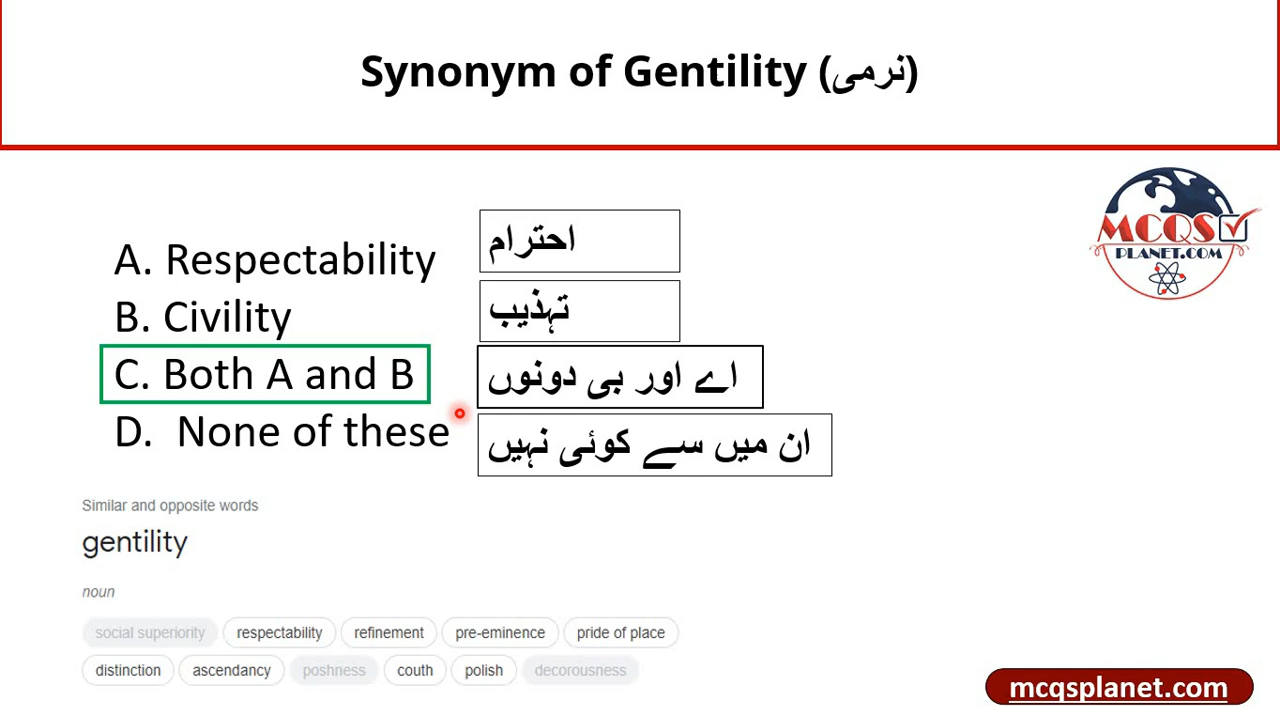 Synonym of Gentility (نرمی)
MCQS
PLANET.COM
A. Respectability
احترام
B. Civility
تہذیب
C. Both A and B
اے اور بی دونوں
D. None of these
ان میں سے کوئی نہیں
Similar and opposite words
gentility
noun
social superiority respectability refinement pre-eminence pride of place
distinction ascendancy poshness couth polish decorousness
mcqsplanet.com